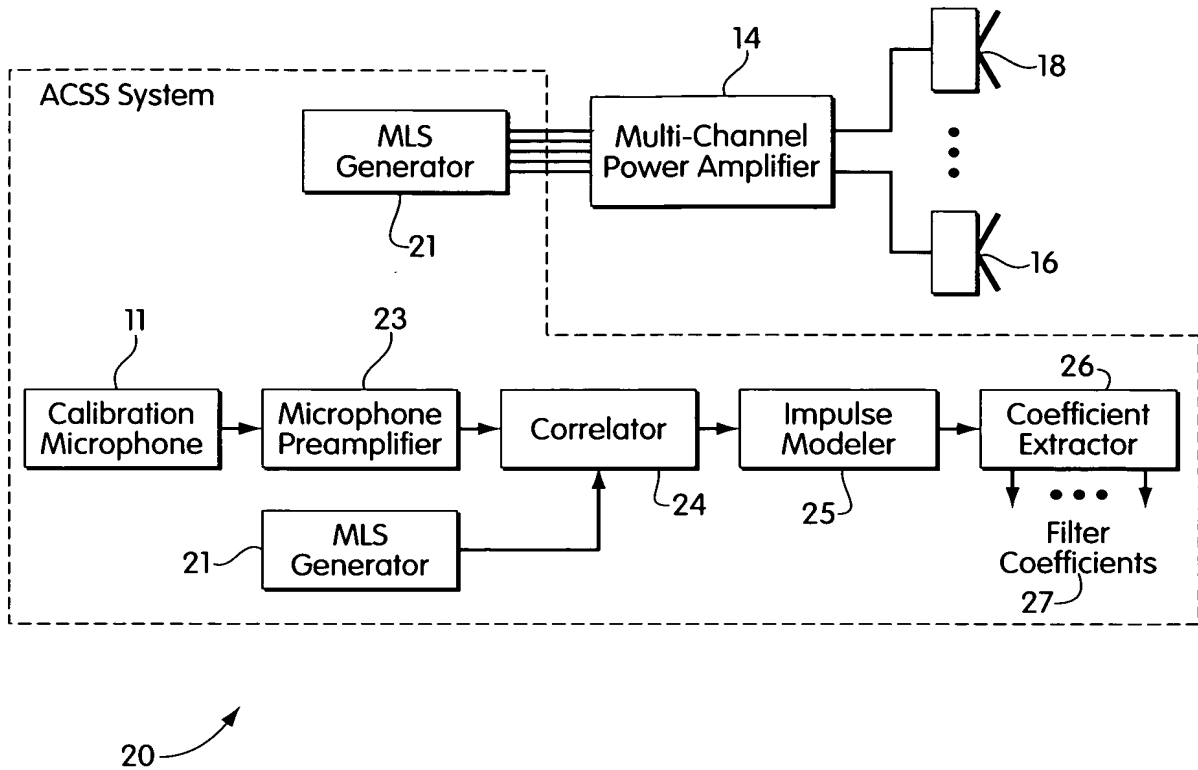 ACSS System
MLS
Generator
21
14
Multi-Channel
Power Amplifier
18
16
11
Calibration
Microphone
23
Microphone
Preamplifier
Correlator
24
Impulse
Modeler
25
26
Coefficient
Extractor
21
MLS
Generator
Filter
Coefficients
27
20